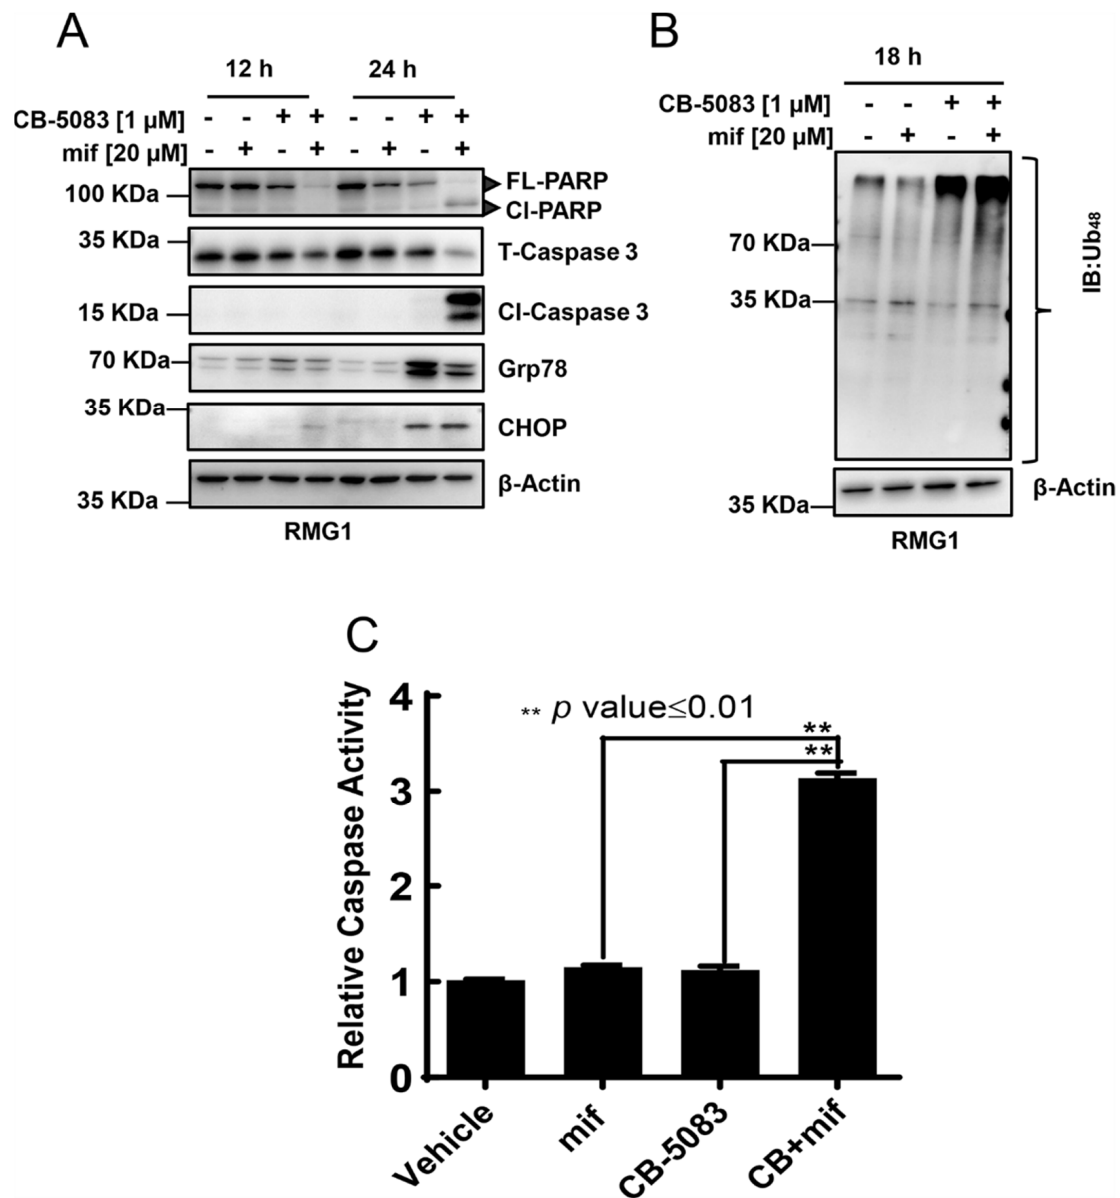 A
12 h 24 h
CB-5083 [1 µM] - - + + - - + +
mif [20 µM] - + - + - + - +
100 KDa
FL-PARP
Cl-PARP
35 KDa
T-Caspase 3
15 KDa
Cl-Caspase 3
70 KDa
Grp78
35 KDa
CHOP
β-Actin
35 KDa
RMG1
B
18 h
CB-5083 [1 µM] - - + +
mif [20 µM] - + - +
70 KDa
35 KDa
IB:Ub48
β-Actin
35 KDa
RMG1
C
Relative Caspase Activity
4
3
2
1
0
** p value≤0.01
**
**
Vehicle
mif
CB-5083
CB+mif